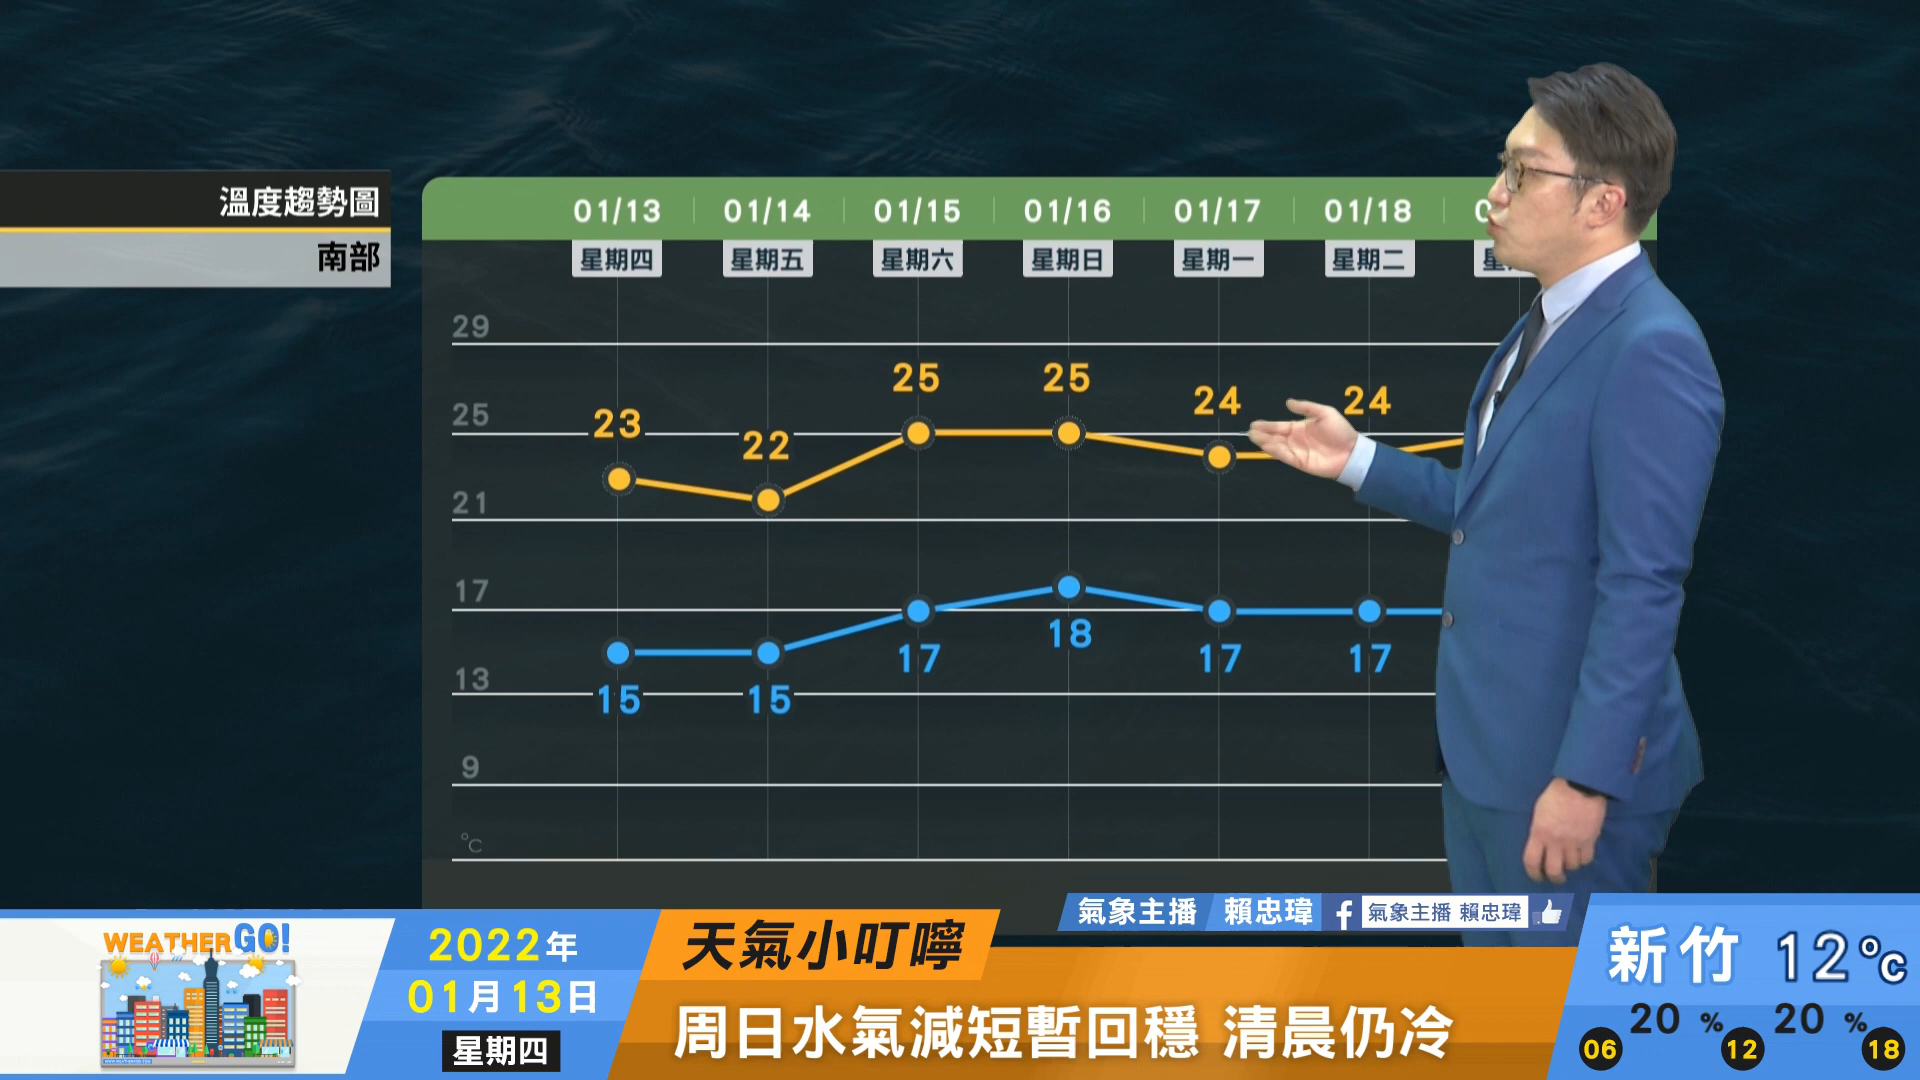 溫度趨勢圖
南部
01/13 01/14 01/15 01/16 01/17 01/18
星期四 星期五 星期六 星期日 星期一 星期二
29
25
21
17
13
9
°C
23 22 25 25 24 24
15 15 17 18 17 17
氣象主播 賴忠瑋 f 氣象主播 賴忠瑋
WEATHERGO!
2022年
01月13日
星期四
天氣小叮嚀
周日水氣減短暫回穩 清晨仍冷
新竹 12°C
20 % 20 %
06 12 18